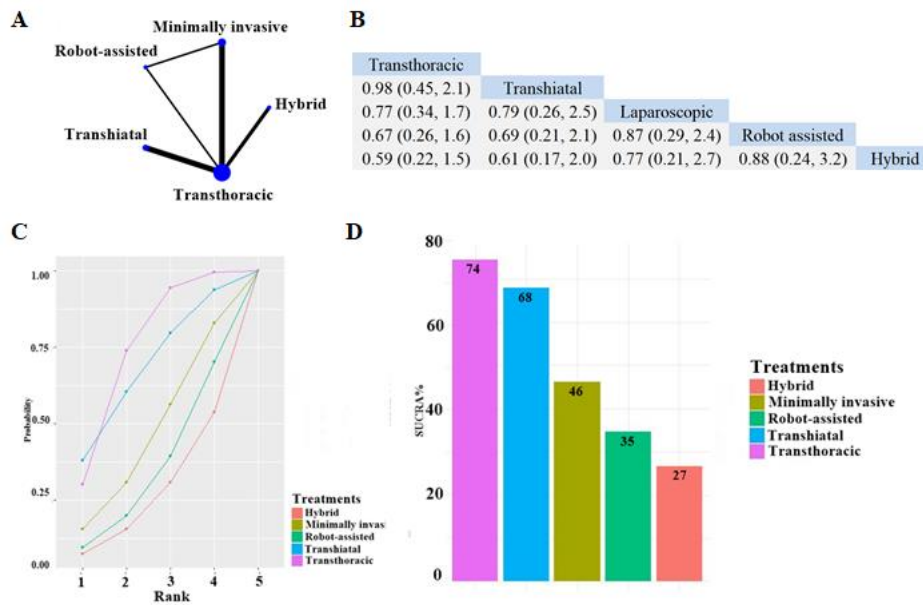 A
Minimally invasive
Robot-assisted
Hybrid
Transhiatal
Transthoracic
B
Transthoracic
0.98 (0.45, 2.1) Transhiatal
0.77 (0.34, 1.7) 0.79 (0.26, 2.5) Laparoscopic
0.67 (0.26, 1.6) 0.69 (0.21, 2.1) 0.87 (0.29, 2.4) Robot assisted
0.59 (0.22, 1.5) 0.61 (0.17, 2.0) 0.77 (0.21, 2.7) 0.88 (0.24, 3.2) Hybrid
C
1.00
0.75
0.50
0.25
0.00
Probability
1 2 3 4 5
Rank
Treatments
Hybrid
Minimally invas
Robot-assisted
Transhiatal
Transthoracic
D
80
60
40
20
0
SUCRA%
74
68
46
35
27
Treatments
Hybrid
Minimally invasive
Robot-assisted
Transhiatal
Transthoracic